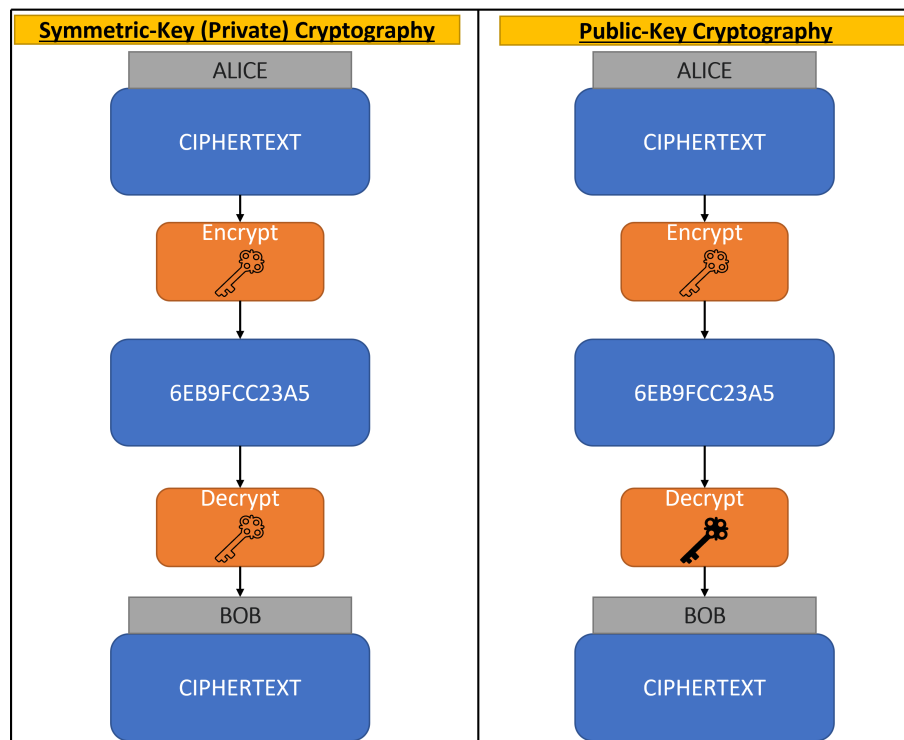 Symmetric-Key (Private) Cryptography
ALICE
CIPHERTEXT
Encrypt
6EB9FCC23A5
Decrypt
BOB
CIPHERTEXT
Public-Key Cryptography
ALICE
CIPHERTEXT
Encrypt
6EB9FCC23A5
Decrypt
BOB
CIPHERTEXT